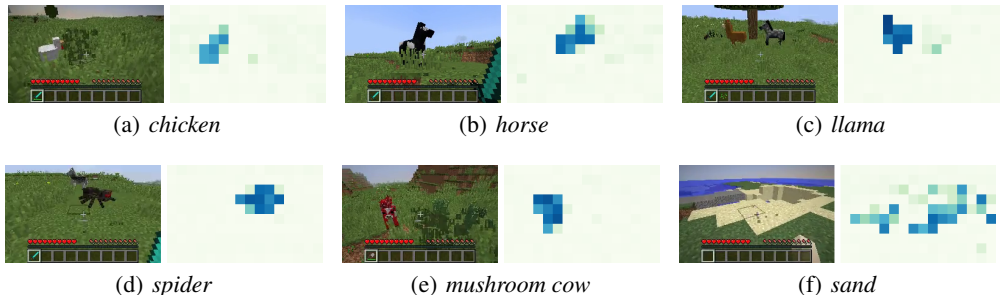 (a) chicken
(b) horse
(c) llama
(d) spider
(e) mushroom cow
(f) sand